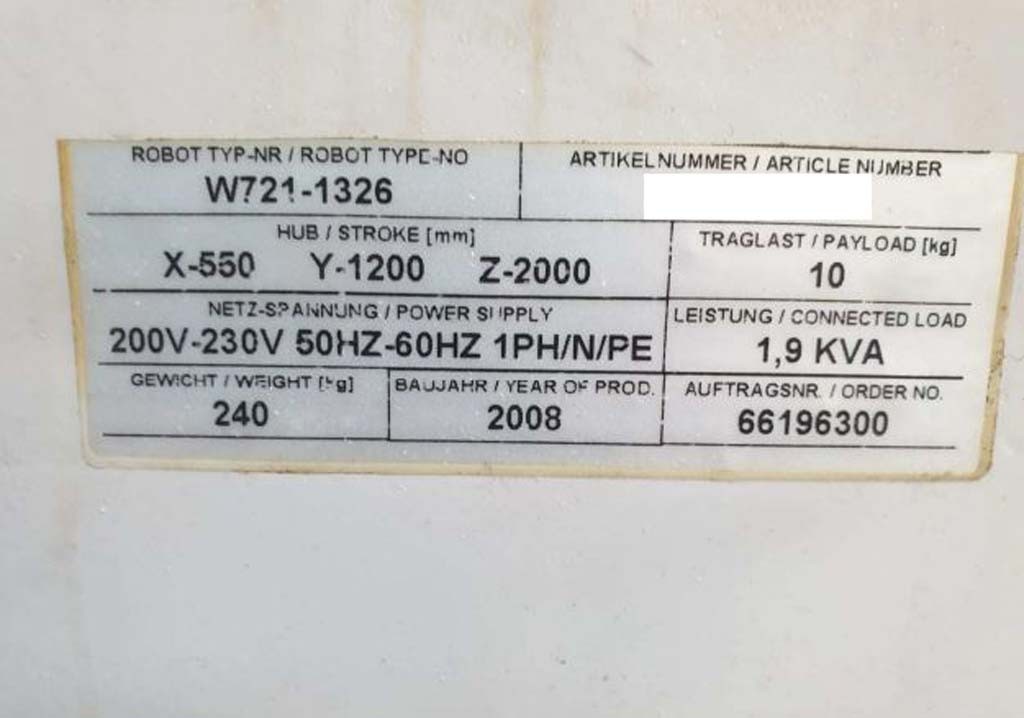 ROBOT TYP-NR / ROBOT TYPE-NO
W721-1326
ARTIKELNUMMER / ARTICLE NUMBER
HUB / STROKE [mm]
X-550 Y-1200 Z-2000
TRAGLAST / PAYLOAD [kg]
10
NETZ-SPANNUNG / POWER SUPPLY
200V-230V 50HZ-60HZ 1PH/N/PE
LEISTUNG / CONNECTED LOAD
1,9 KVA
GEWICHT / WEIGHT [kg]
240
BAUJAHR / YEAR OF PROD.
2008
AUFTRAGSNR. / ORDER NO.
66196300